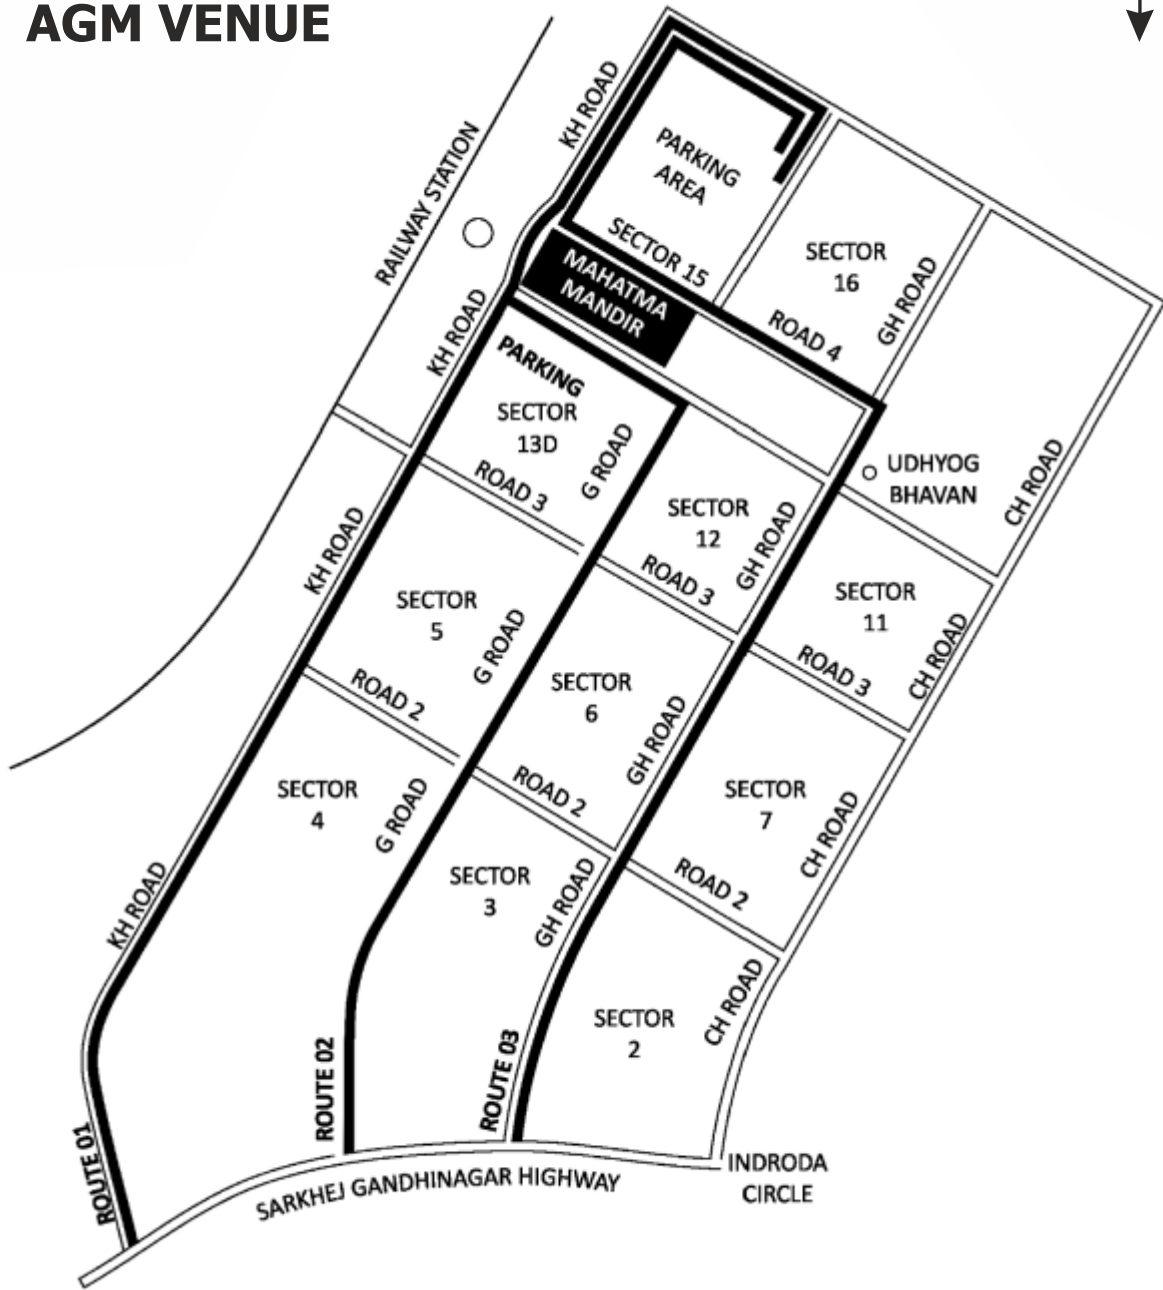 AGM VENUE
KH ROAD
RAILWAY STATION
PARKING
AREA
SECTOR 15
MAHATMA
MANDIR
SECTOR
16
GH ROAD
ROAD 4
KH ROAD
PARKING
SECTOR
13D
G ROAD
ROAD 3
UDHYOG
BHAVAN
CH ROAD
SECTOR
12
GH ROAD
ROAD 3
KH ROAD
SECTOR
5
G ROAD
ROAD 2
SECTOR
11
ROAD 3
CH ROAD
SECTOR
6
GH ROAD
ROAD 2
SECTOR
4
G ROAD
SECTOR
7
CH ROAD
ROAD 2
KH ROAD
SECTOR
3
GH ROAD
SECTOR
2
CH ROAD
ROUTE 01
ROUTE 02
ROUTE 03
SARKHEJ GANDHINAGAR HIGHWAY
INDRODA
CIRCLE